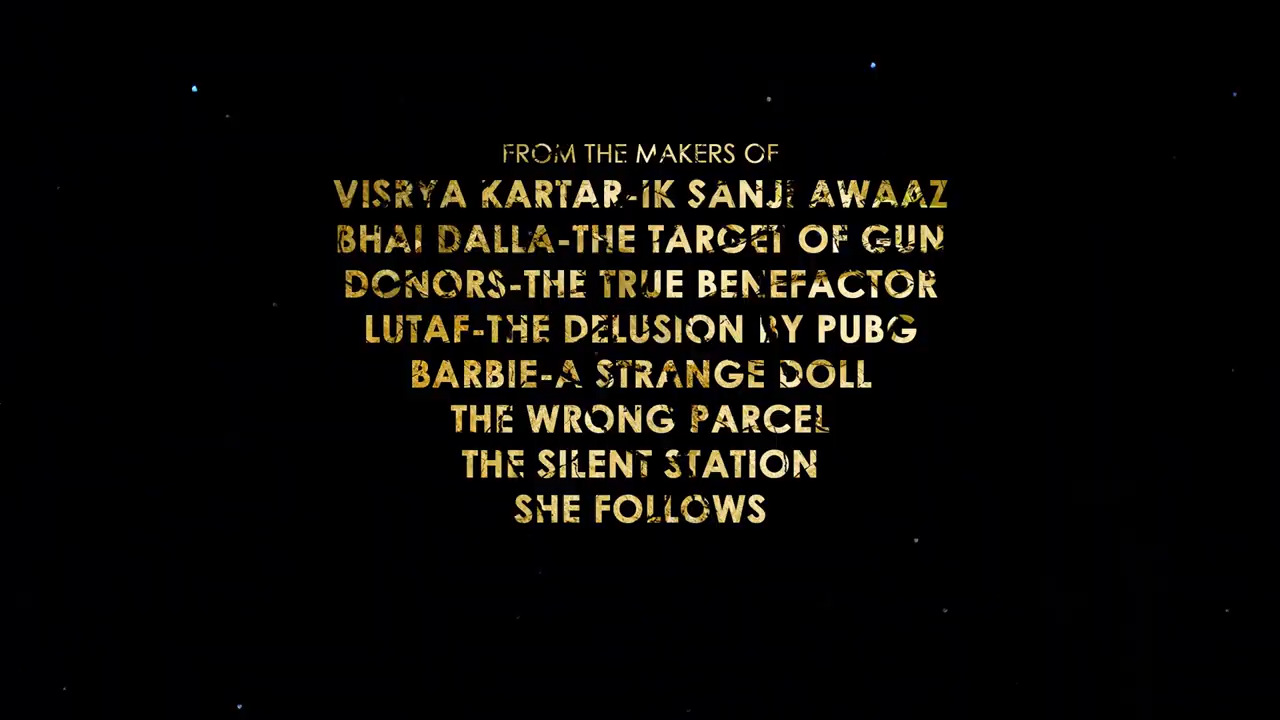 FROM THE MAKERS OF
VISRYA KARTAR-IK SANJI AWAAZ
BHAI DALLA-THE TARGET OF GUN
DONORS-THE TRUE BENEFACTOR
LUTAF-THE DELUSION BY PUBG
BARBIE-A STRANGE DOLL
THE WRONG PARCEL
THE SILENT STATION
SHE FOLLOWS